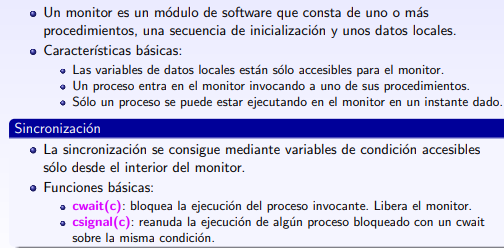 Un monitor es un módulo de software que consta de uno o más
procedimientos, una secuencia de inicialización y unos datos locales.
Características básicas:
Las variables de datos locales están sólo accesibles para el monitor.
Un proceso entra en el monitor invocando a uno de sus procedimientos.
Sólo un proceso se puede estar ejecutando en el monitor en un instante dado.
Sincronización
La sincronización se consigue mediante variables de condición accesibles
sólo desde el interior del monitor.
Funciones básicas:
cwait(c): bloquea la ejecución del proceso invocante. Libera el monitor.
csignal(c): reanuda la ejecución de algún proceso bloqueado con un cwait
sobre la misma condición.